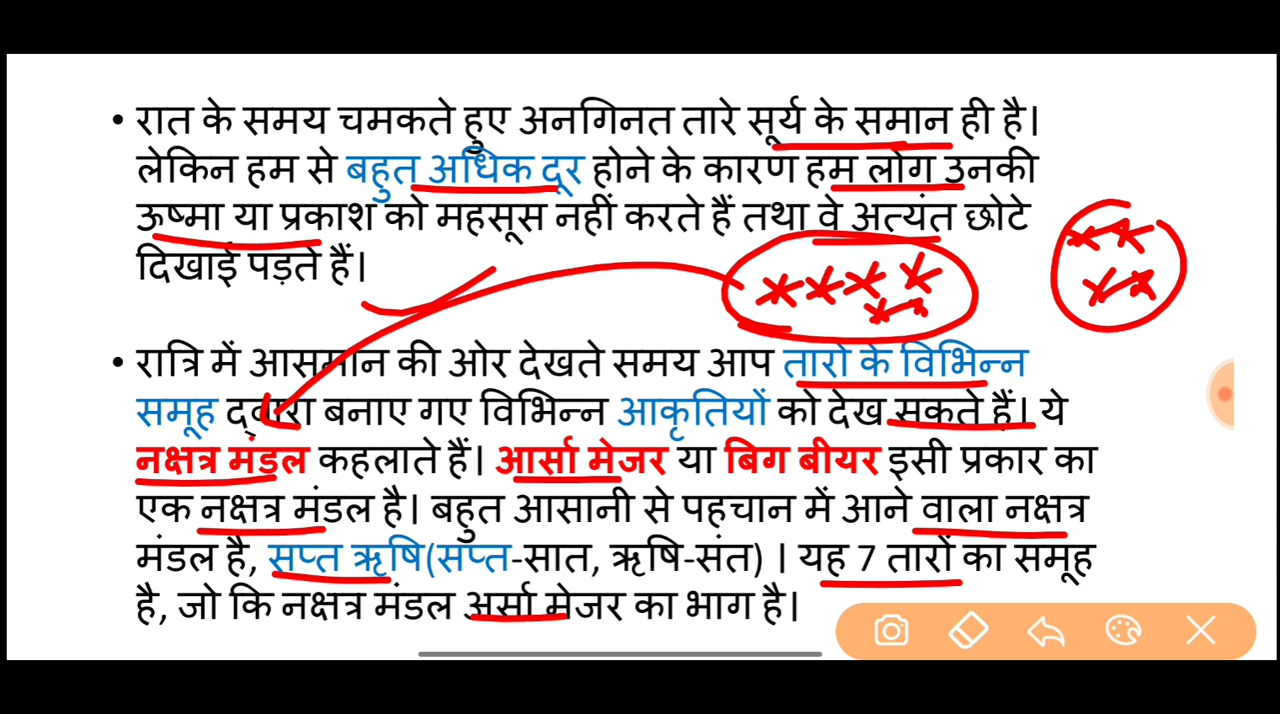 • रात के समय चमकते हुए अनगिनत तारे सूर्य के समान ही है।
लेकिन हम से बहुत अधिक दूर होने के कारण हम लोग उनकी
ऊष्मा या प्रकाश को महसूस नहीं करते हैं तथा वे अत्यंत छोटे
दिखाई पड़ते हैं।
• रात्रि में आसमान की ओर देखते समय आप तारो के विभिन्न
समूह द्वारा बनाए गए विभिन्न आकृतियों को देख सकते हैं। ये
नक्षत्र मंडल कहलाते हैं। आर्सा मेजर या बिग बीयर इसी प्रकार का
एक नक्षत्र मंडल है। बहुत आसानी से पहचान में आने वाला नक्षत्र
मंडल है, सप्त ऋषि(सप्त-सात, ऋषि-संत) । यह 7 तारों का समूह
है, जो कि नक्षत्र मंडल अर्सा मेजर का भाग है।